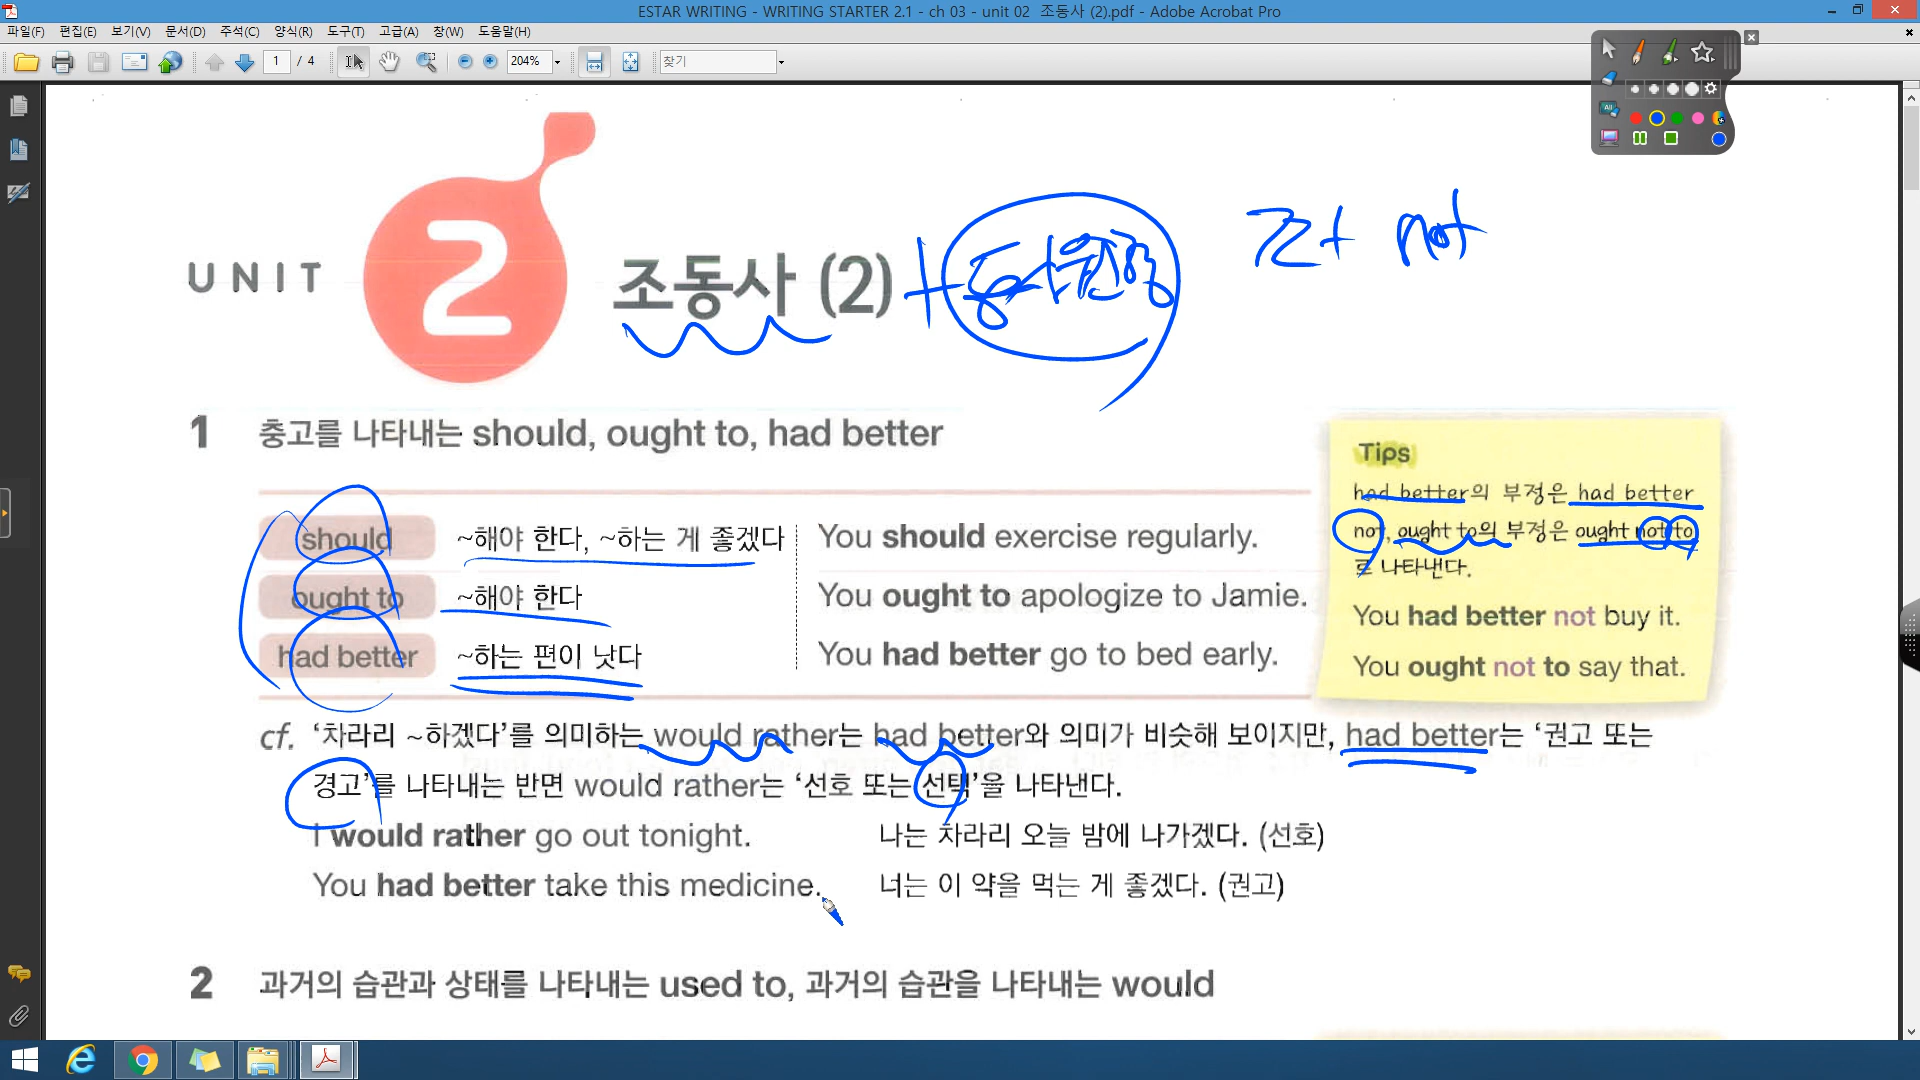 ESTAR WRITING - WRITING STARTER 2.1 - ch 03 - unit 02 조동사 (2).pdf - Adobe Acrobat Pro
파일(F) 편집(E) 보기(V) 문서(D) 주석(C) 양식(R) 도구(T) 고급(A) 창(W) 도움말(H)
1 / 4 204% 찾기
UNIT 2 조동사 (2) + 동사원형 조+ not
1 충고를 나타내는 should, ought to, had better
should ~해야 한다, ~하는 게 좋겠다 You should exercise regularly.
ought to ~해야 한다 You ought to apologize to Jamie.
had better ~하는 편이 낫다 You had better go to bed early.
Tips
had better의 부정은 had better
not, ought to의 부정은 ought not to
로 나타낸다.
You had better not buy it.
You ought not to say that.
cf. ‘차라리 ~하겠다’를 의미하는 would rather는 had better와 의미가 비슷해 보이지만, had better는 ‘권고 또는
경고’를 나타내는 반면 would rather는 ‘선호 또는 선택’을 나타낸다.
I would rather go out tonight. 나는 차라리 오늘 밤에 나가겠다. (선호)
You had better take this medicine. 너는 이 약을 먹는 게 좋겠다. (권고)
2 과거의 습관과 상태를 나타내는 used to, 과거의 습관을 나타내는 would